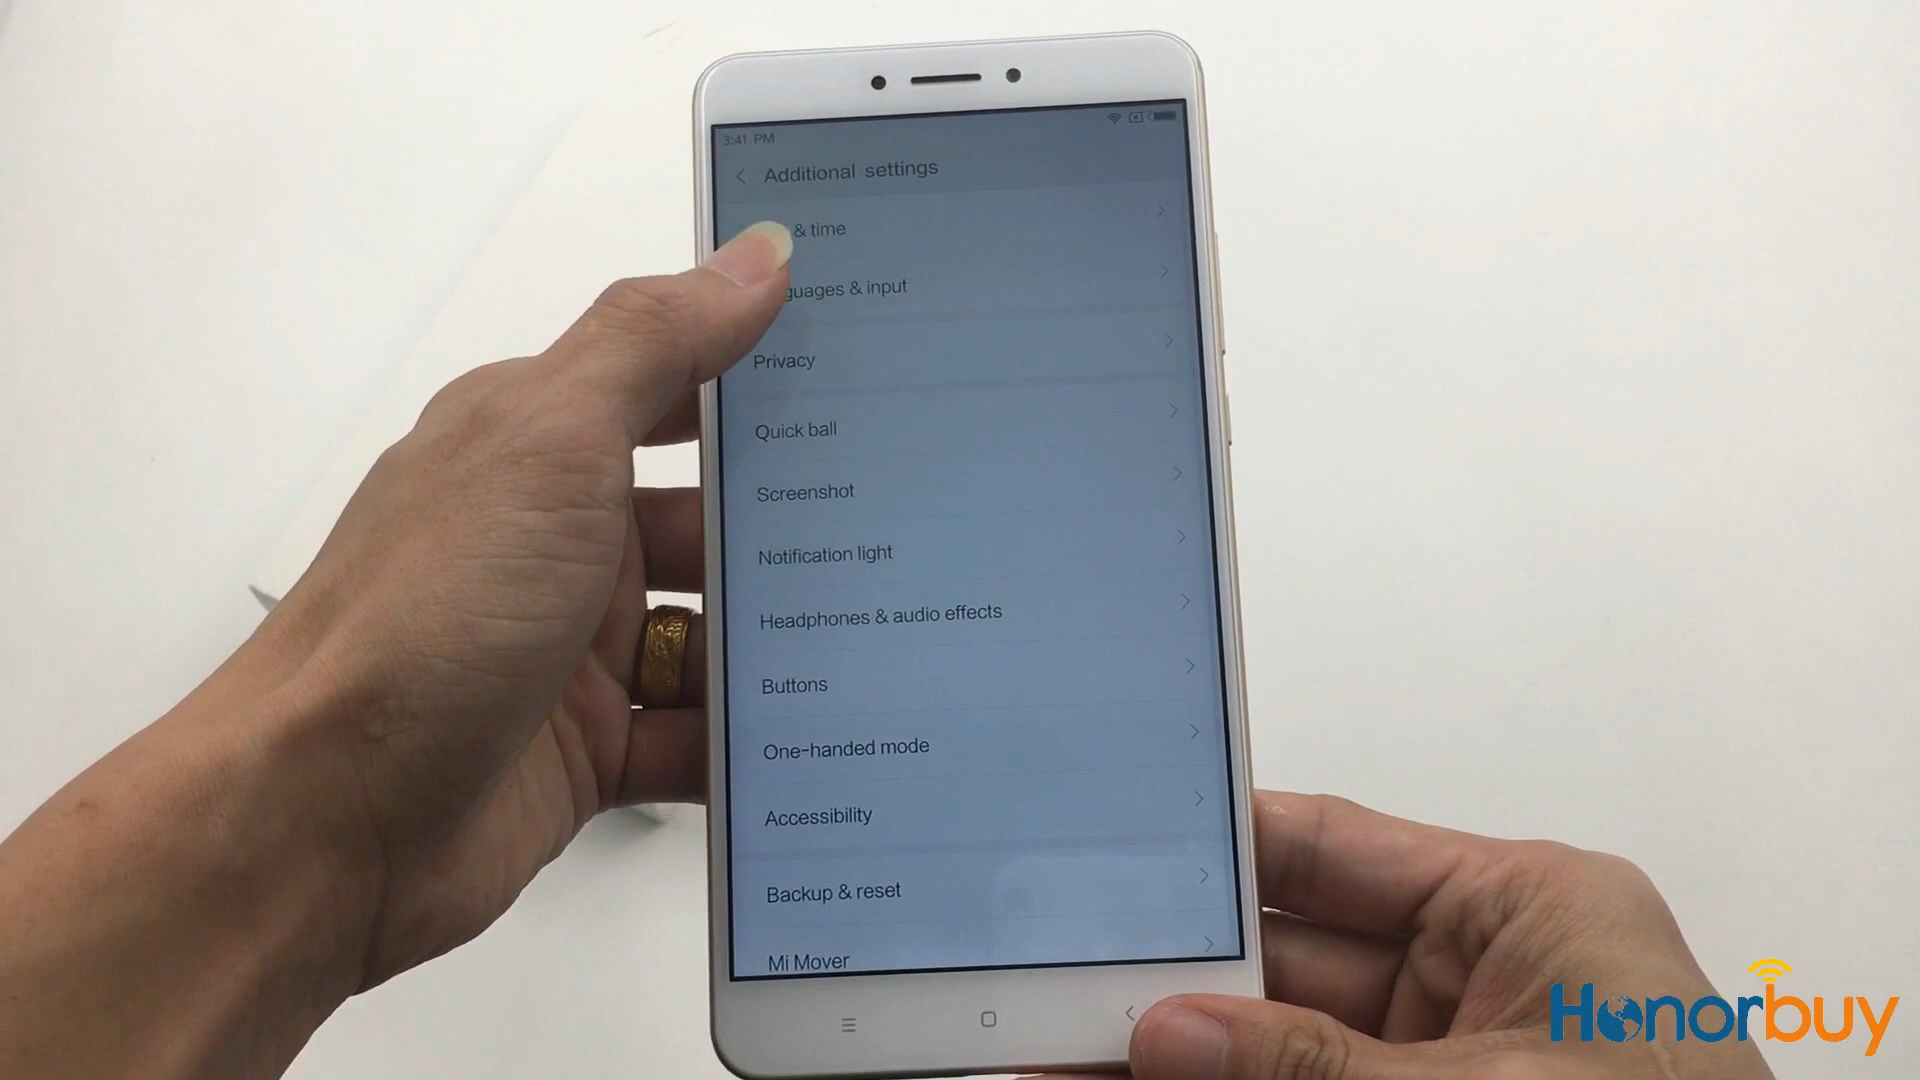 3:41 PM
Additional settings
& time
guages & input
Privacy
Quick ball
Screenshot
Notification light
Headphones & audio effects
Buttons
One-handed mode
Accessibility
Backup & reset
Mi Mover
Honorbuy